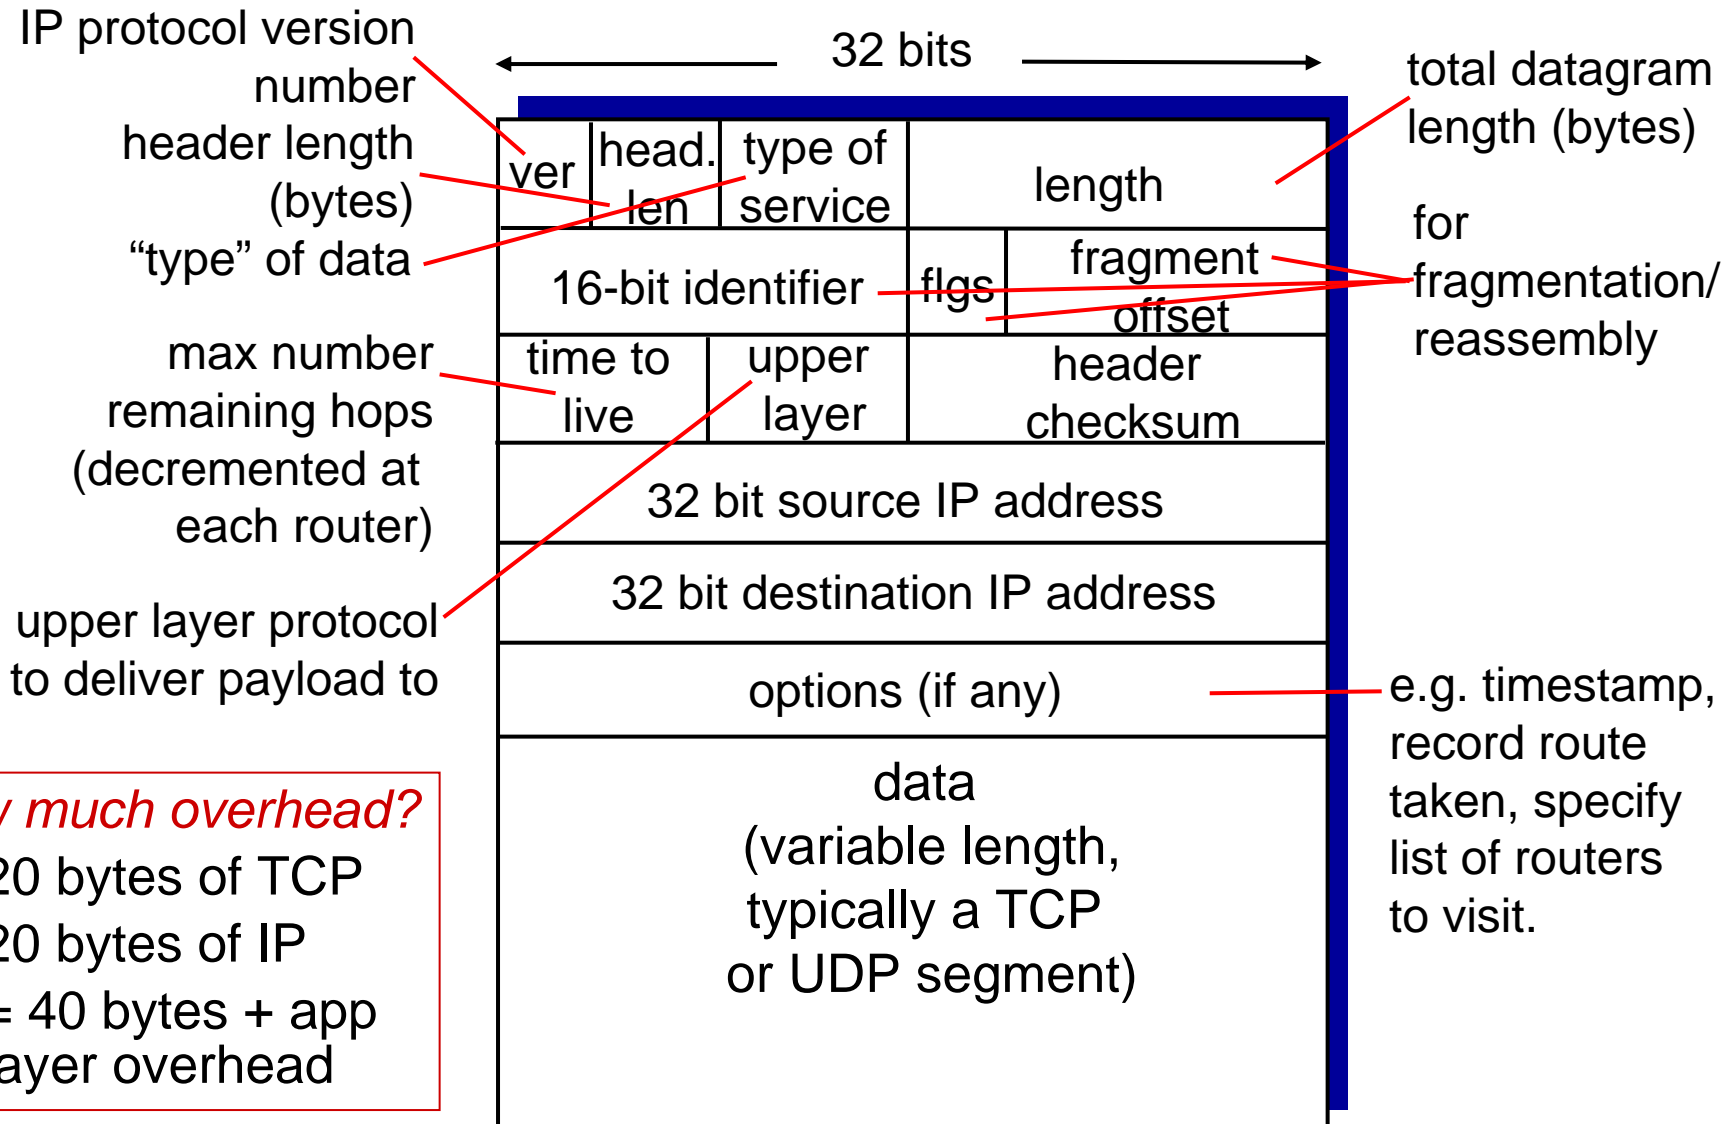 IP protocol version
number
header length
(bytes)
“type” of data
max number
remaining hops
(decremented at
each router)
upper layer protocol
to deliver payload to
much overhead?
20 bytes of TCP
20 bytes of IP
= 40 bytes + app
overhead
32 bits
ver
head.
len
type of
service
length
16-bit identifier
flgs
fragment
offset
time to
live
upper
layer
header
checksum
32 bit source IP address
32 bit destination IP address
options (if any)
data
(variable length,
typically a TCP
or UDP segment)
total datagram
length (bytes)
for
fragmentation/
reassembly
e.g. timestamp,
record route
taken, specify
list of routers
to visit.